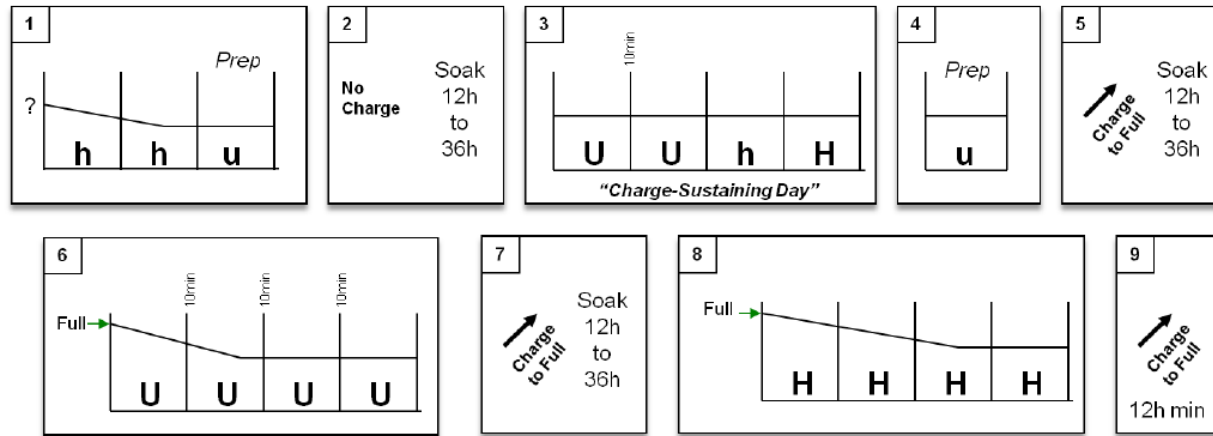 1
Prep
?
h h u
2
No
Charge
Soak
12h
to
36h
3
10min
U U h H
“Charge-Sustaining Day”
4
Prep
u
5
Charge
to Full
Soak
12h
to
36h
6
10min 10min 10min
Full
U U U U
7
Charge
to Full
Soak
12h
to
36h
8
Full
H H H H
9
Charge
to Full
12h min